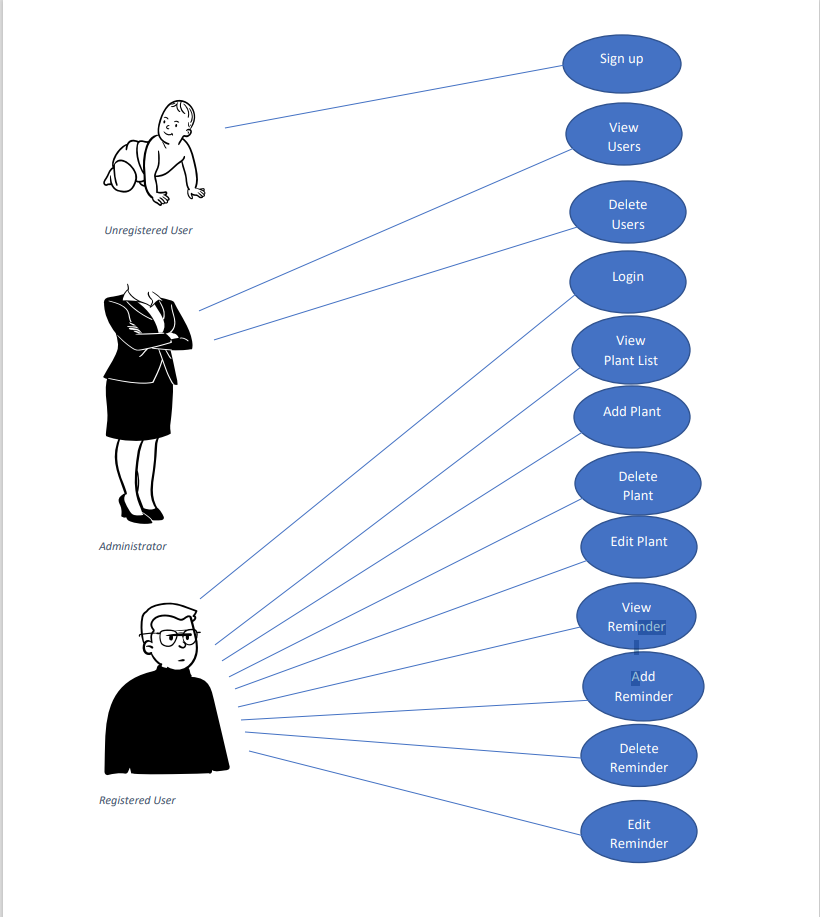 Sign up
View
Users
Unregistered User
Delete
Users
Login
View
Plant List
Add Plant
Delete
Plant
Edit Plant
Administrator
View
Reminder
Add
Reminder
Delete
Reminder
Registered User
Edit
Reminder